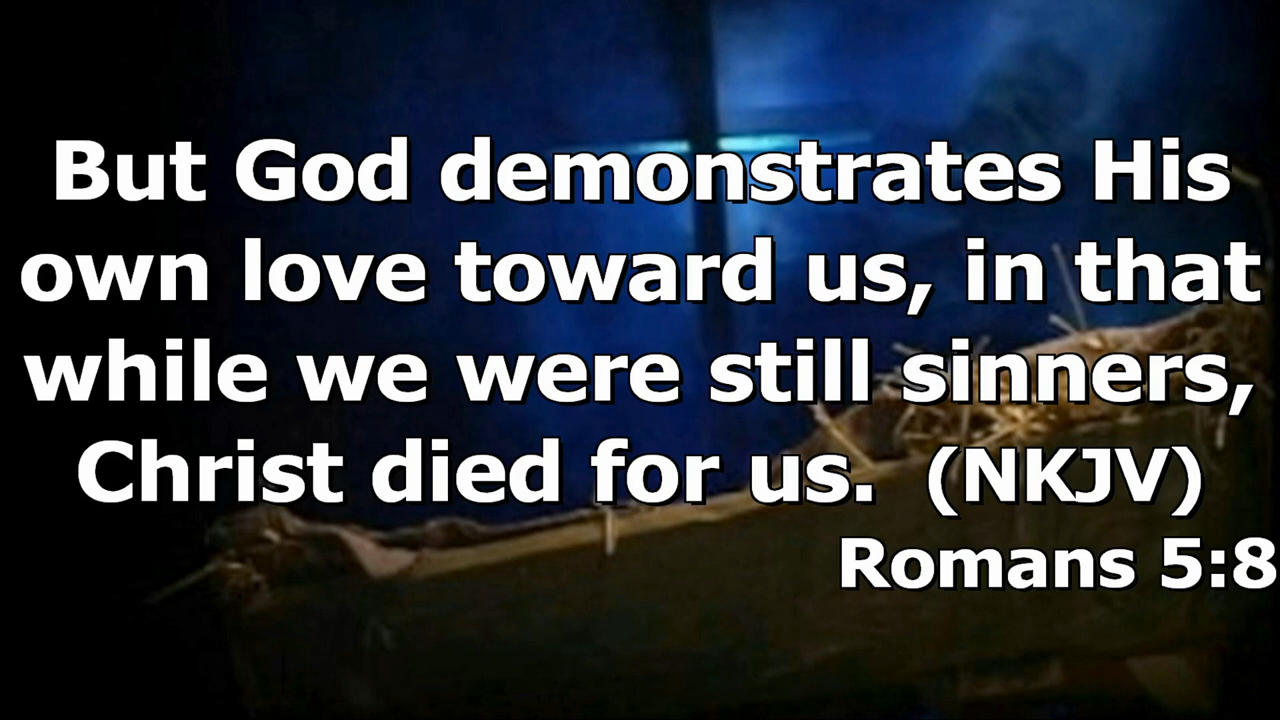 But God demonstrates His
own love toward us, in that
while we were still sinners,
Christ died for us.  (NKJV)
Romans 5:8